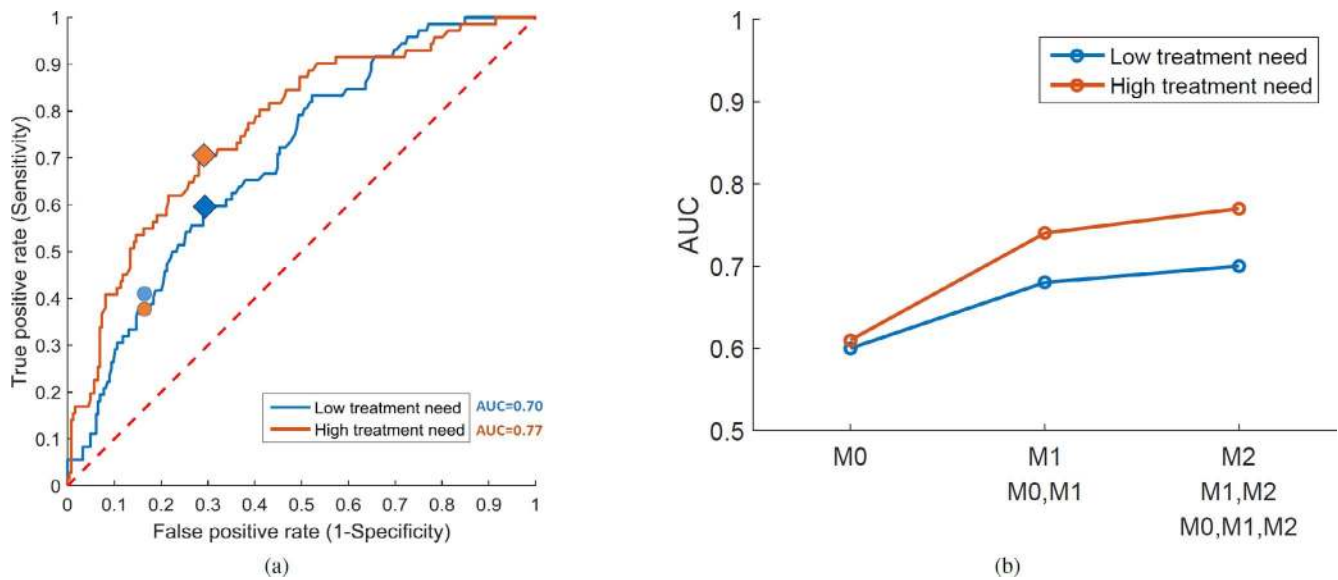 1
0.9
0.8
0.7
0.6
0.5
0.4
0.3
0.2
0.1
0
True positive rate (Sensitivity)
Low treatment need AUC=0.70
High treatment need AUC=0.77
0 0.1 0.2 0.3 0.4 0.5 0.6 0.7 0.8 0.9 1
False positive rate (1-Specificity)
(a)
1
0.9
0.8
0.7
0.6
0.5
AUC
Low treatment need
High treatment need
M0 M1 M2
M0,M1 M1,M2
M0,M1,M2
(b)